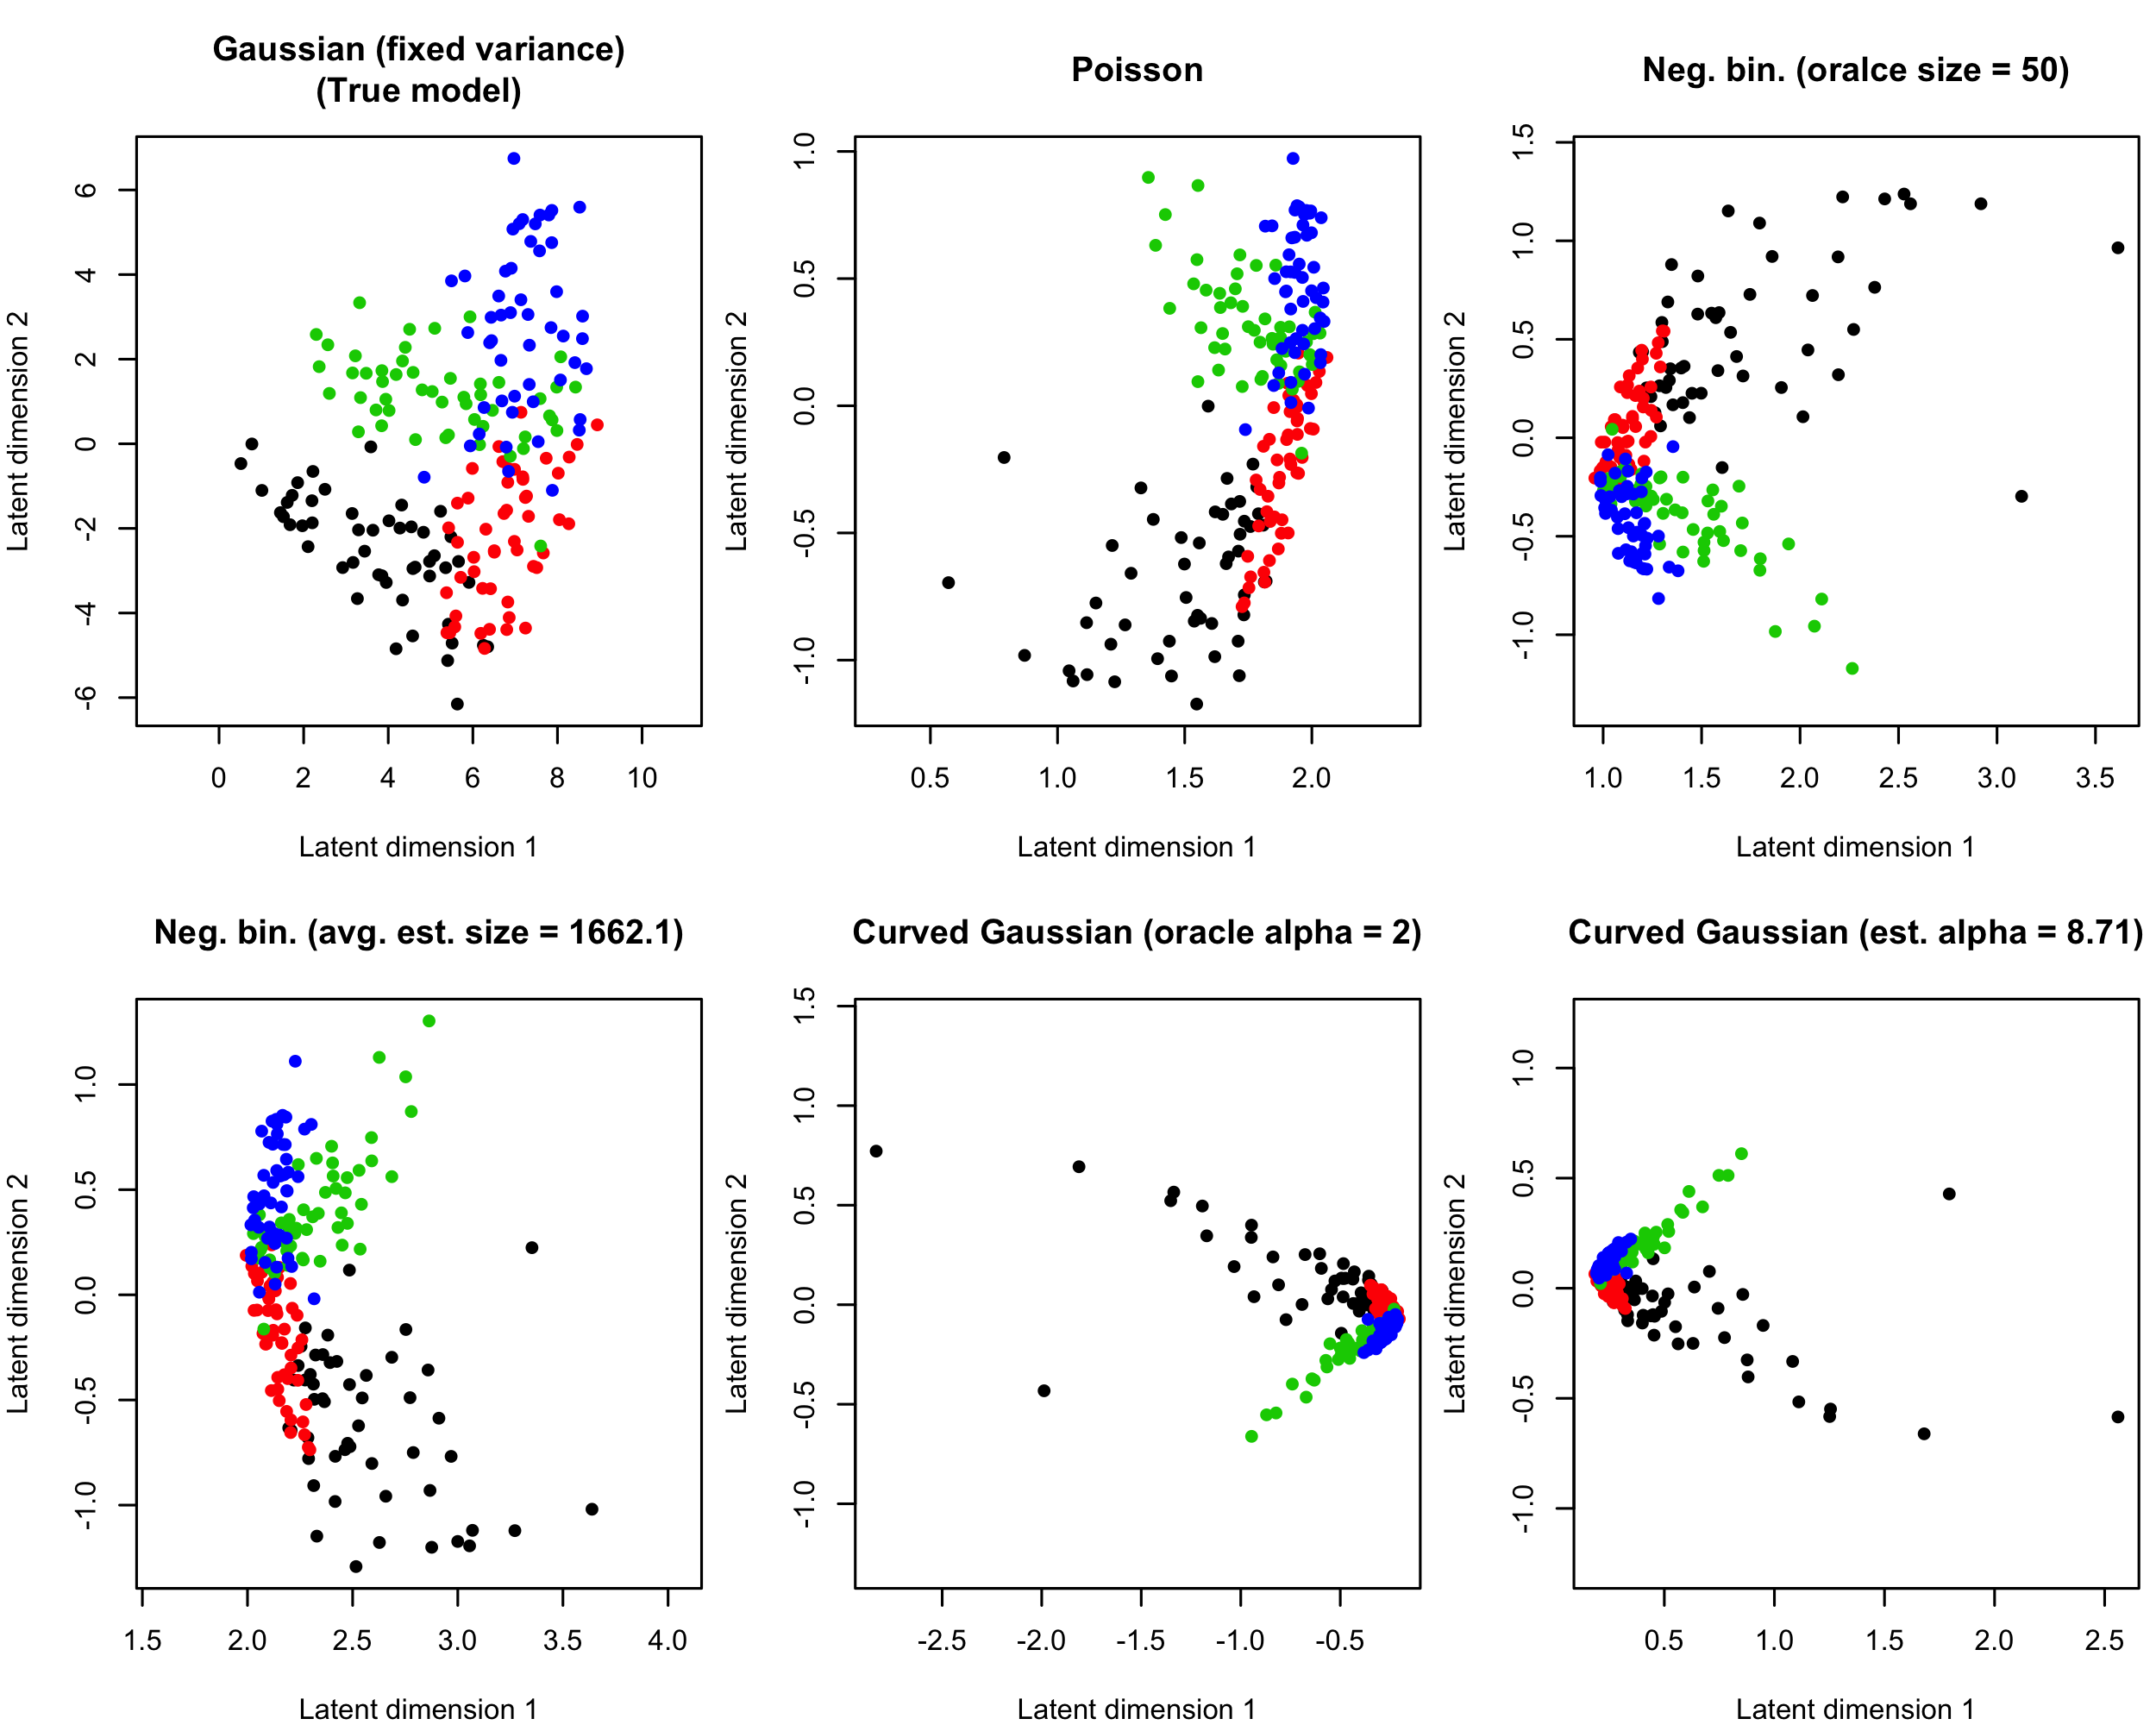 Gaussian (fixed variance)
(True model)
Latent dimension 2
6
4
2
0
-2
-4
-6
0 2 4 6 8 10
Latent dimension 1
Poisson
Latent dimension 2
1.0
0.5
0.0
-0.5
-1.0
0.5 1.0 1.5 2.0
Latent dimension 1
Neg. bin. (oralce size = 50)
Latent dimension 2
1.5
1.0
0.5
0.0
-0.5
-1.0
1.0 1.5 2.0 2.5 3.0 3.5
Latent dimension 1
Neg. bin. (avg. est. size = 1662.1)
Latent dimension 2
1.0
0.5
0.0
-0.5
-1.0
1.5 2.0 2.5 3.0 3.5 4.0
Latent dimension 1
Curved Gaussian (oracle alpha = 2)
Latent dimension 2
1.5
1.0
0.5
0.0
-0.5
-1.0
-2.5 -2.0 -1.5 -1.0 -0.5
Latent dimension 1
Curved Gaussian (est. alpha = 8.71)
Latent dimension 2
1.0
0.5
0.0
-0.5
-1.0
0.5 1.0 1.5 2.0 2.5
Latent dimension 1